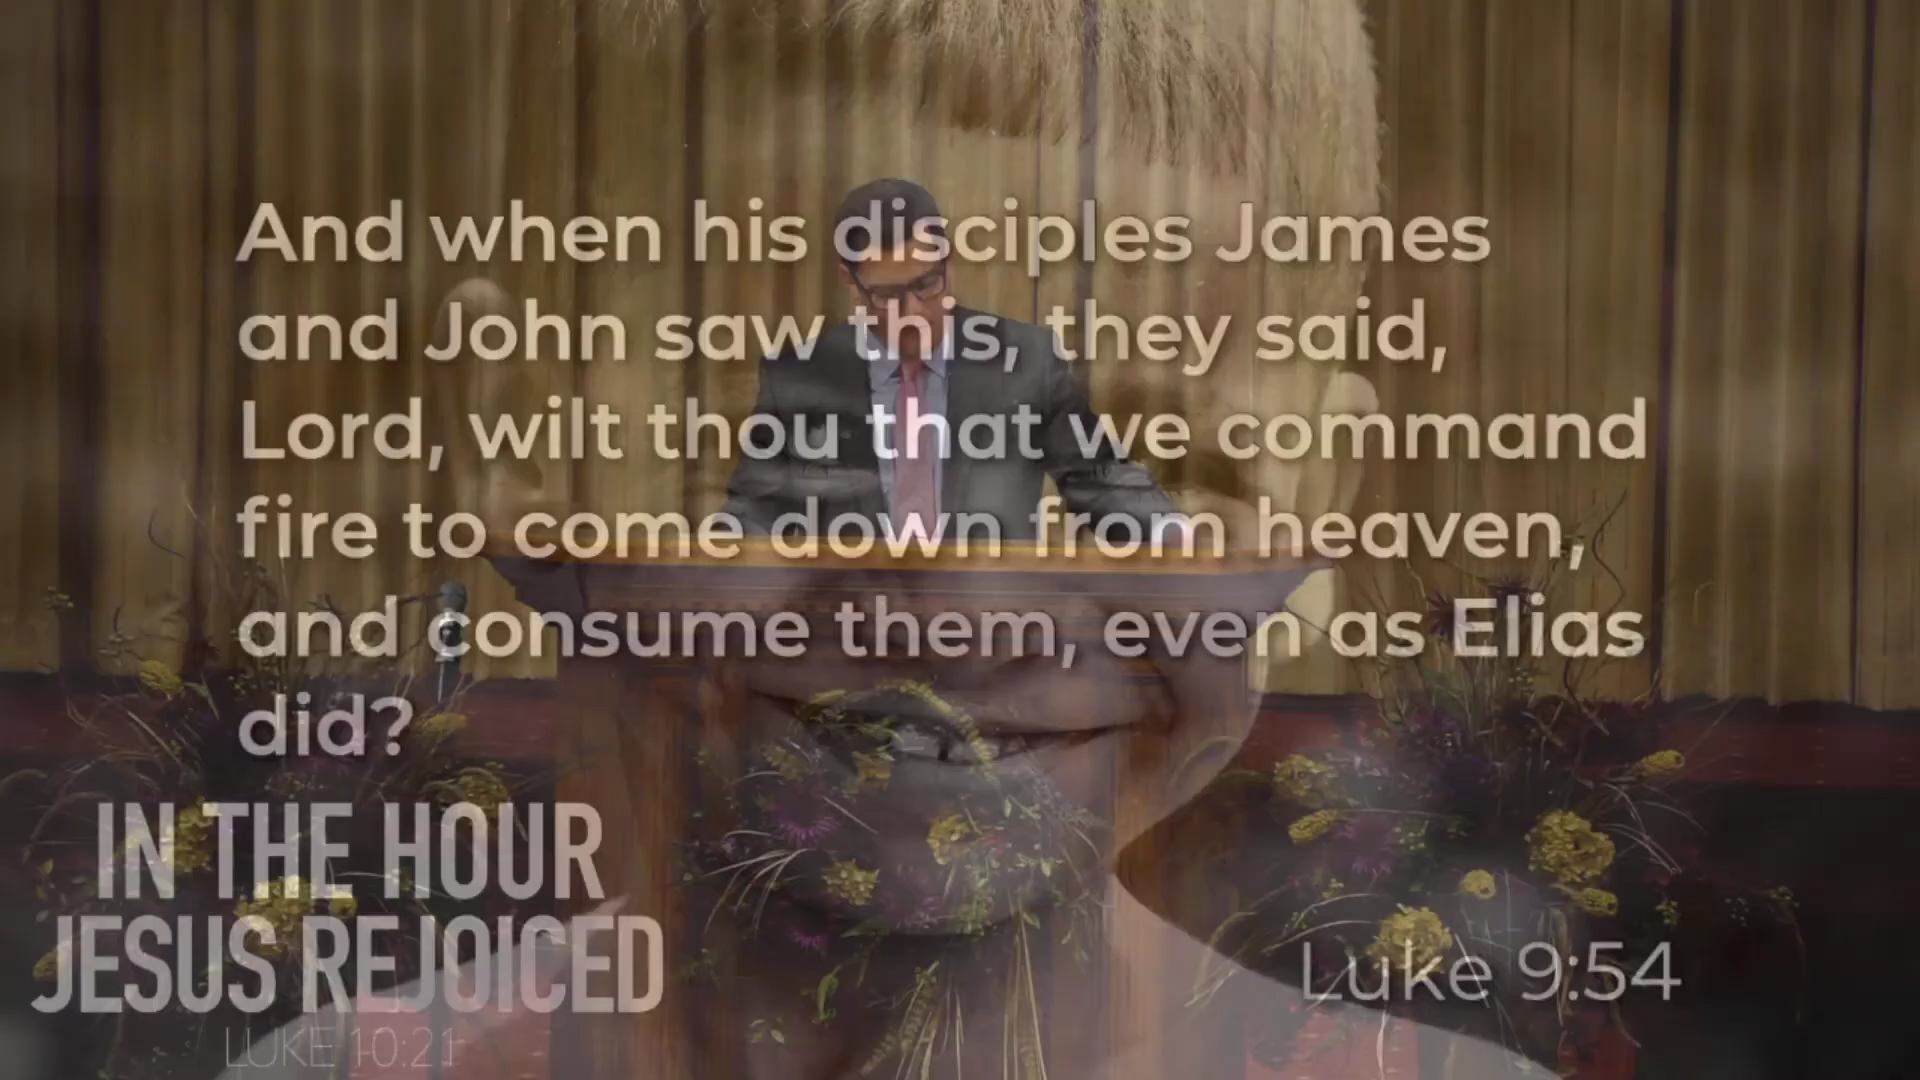 And when his disciples James
and John saw this, they said,
Lord, wilt thou that we command
fire to come down from heaven,
and consume them, even as Elias
did?
IN THE HOUR
JESUS REJOICED
LUKE 10:21
Luke 9:54